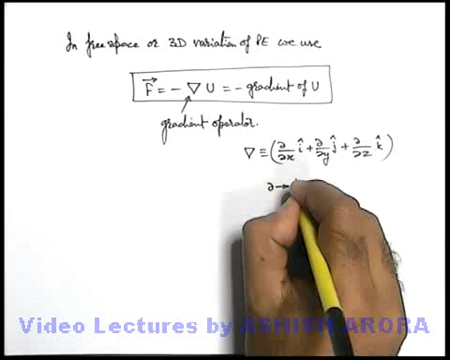 In free space or 3D variation of PE we use
F⃗ = − ∇ U = − gradient of U
gradient operator.
∇ ≡ (∂/∂x î + ∂/∂y ĵ + ∂/∂z k̂)
∂ →
Video Lectures by ASHISH ARORA